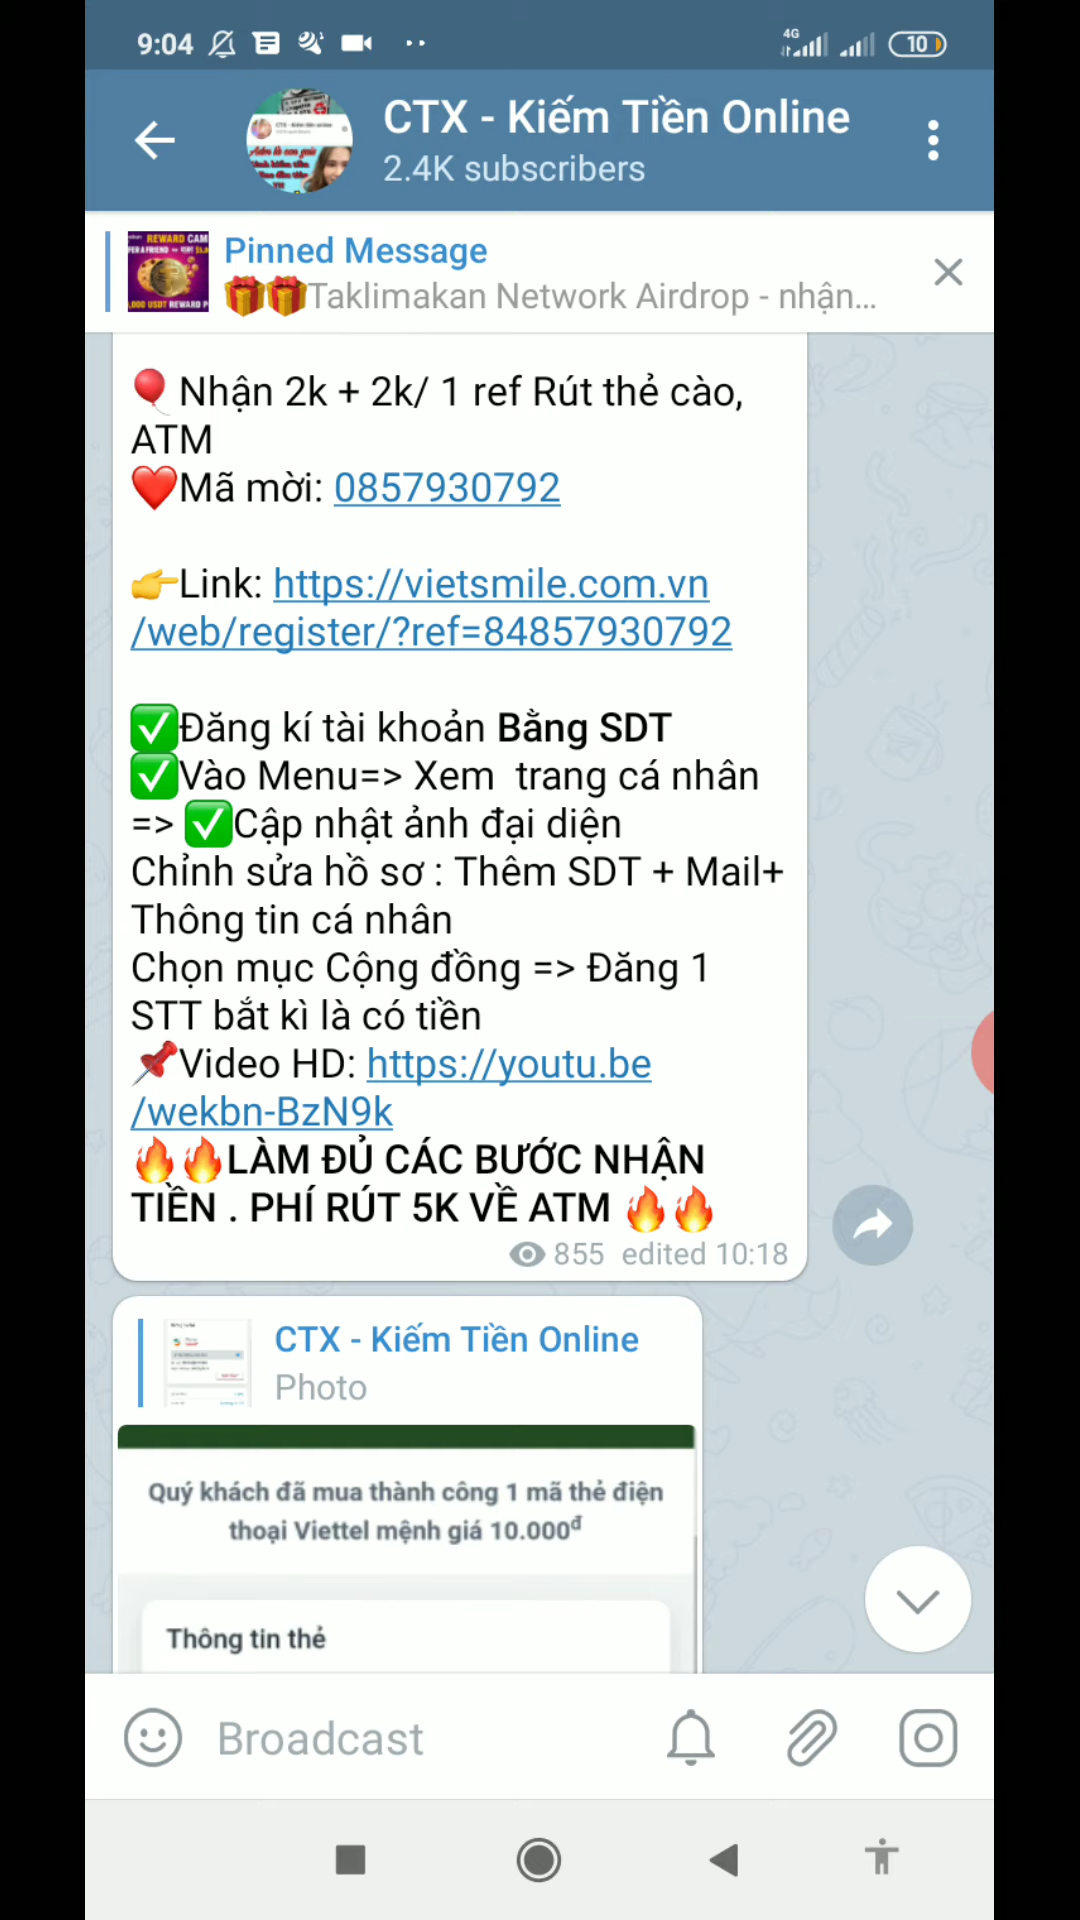 9:04
4G
10
CTX - Kiếm Tiền Online
2.4K subscribers
REWARD CAM
Pinned Message
🎁🎁Taklimakan Network Airdrop - nhận...
🎈 Nhận 2k + 2k/ 1 ref Rút thẻ cào,
ATM
❤️Mã mời: 0857930792
👉Link: https://vietsmile.com.vn
/web/register/?ref=84857930792
✅Đăng kí tài khoản Bằng SDT
✅Vào Menu=> Xem  trang cá nhân
=> ✅Cập nhật ảnh đại diện
Chỉnh sửa hồ sơ : Thêm SDT + Mail+
Thông tin cá nhân
Chọn mục Cộng đồng => Đăng 1
STT bắt kì là có tiền
📌Video HD: https://youtu.be
/wekbn-BzN9k
🔥🔥LÀM ĐỦ CÁC BƯỚC NHẬN
TIỀN . PHÍ RÚT 5K VỀ ATM 🔥🔥
855 edited 10:18
CTX - Kiếm Tiền Online
Photo
Quý khách đã mua thành công 1 mã thẻ điện
thoại Viettel mệnh giá 10.000đ
Thông tin thẻ
Broadcast